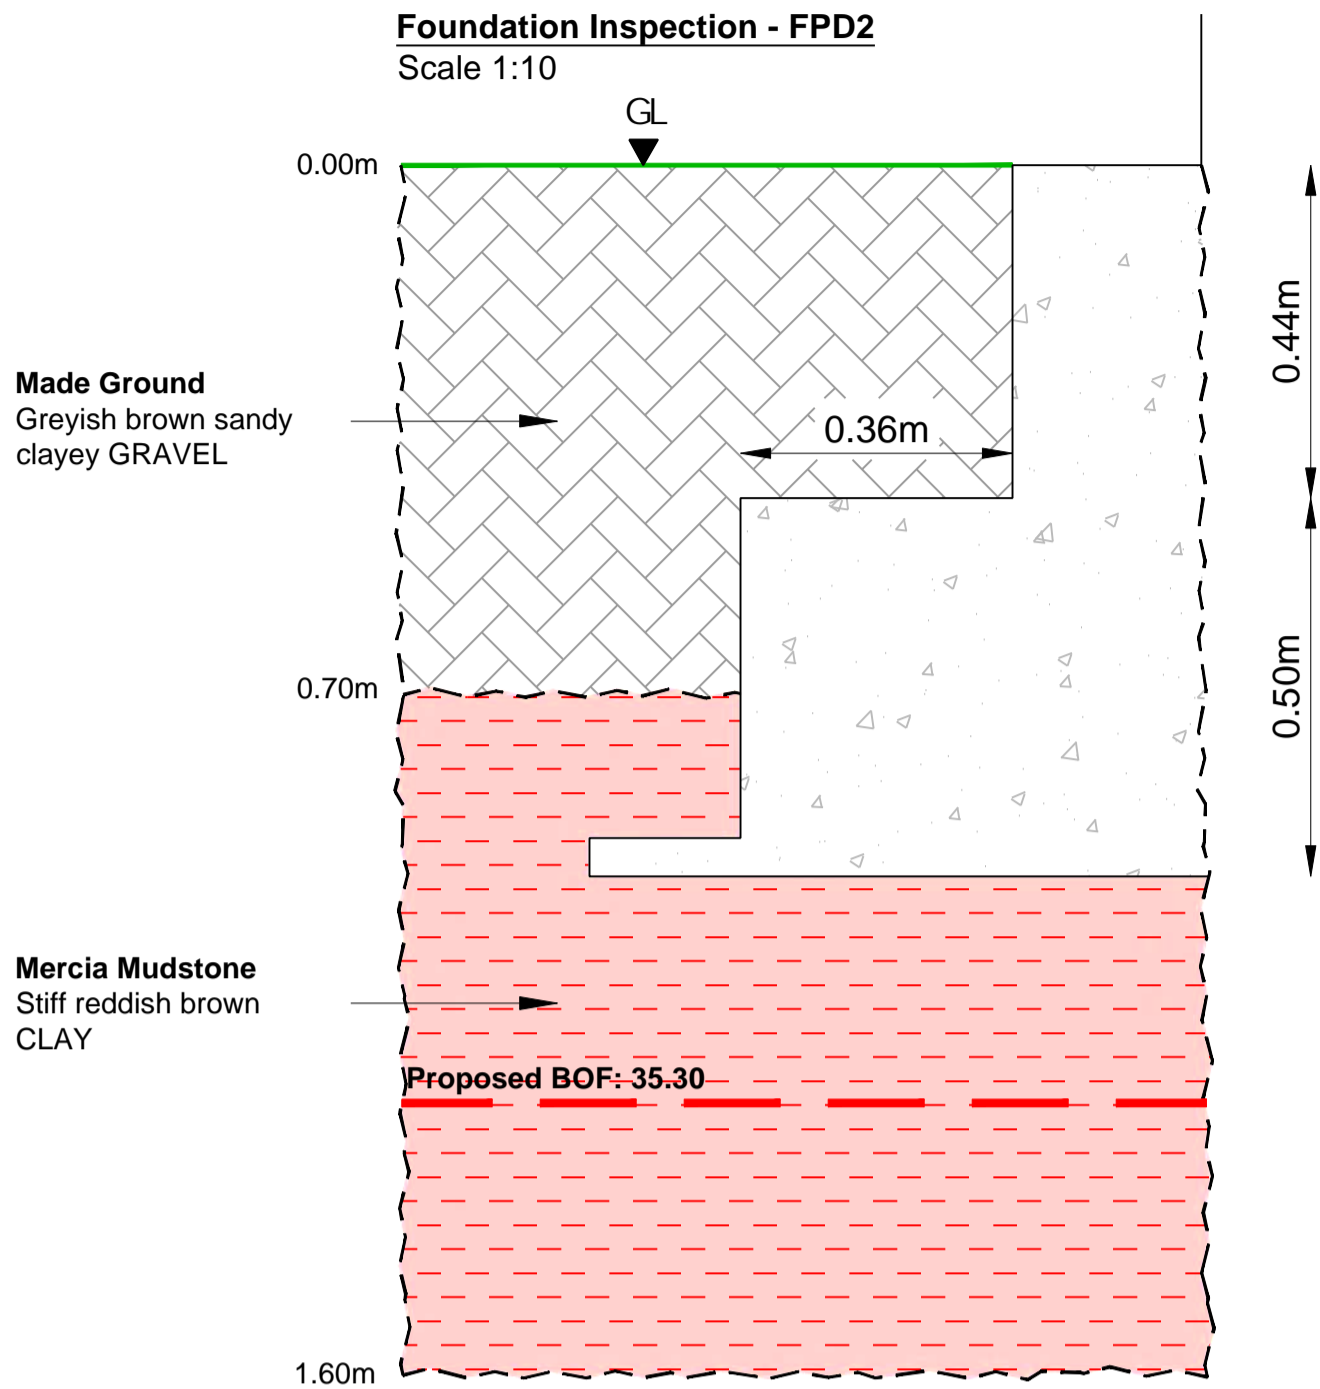 Foundation Inspection - FPD2
Scale 1:10
GL
0.00m
0.44m
Made Ground
Greyish brown sandy
clayey GRAVEL
0.36m
0.50m
0.70m
Mercia Mudstone
Stiff reddish brown
CLAY
Proposed BOF: 35.30
1.60m